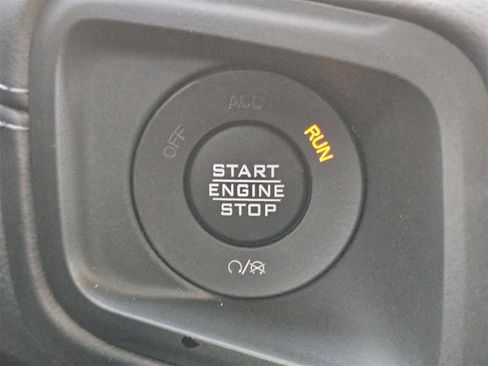 OFF
ACC
RUN
START
ENGINE
STOP